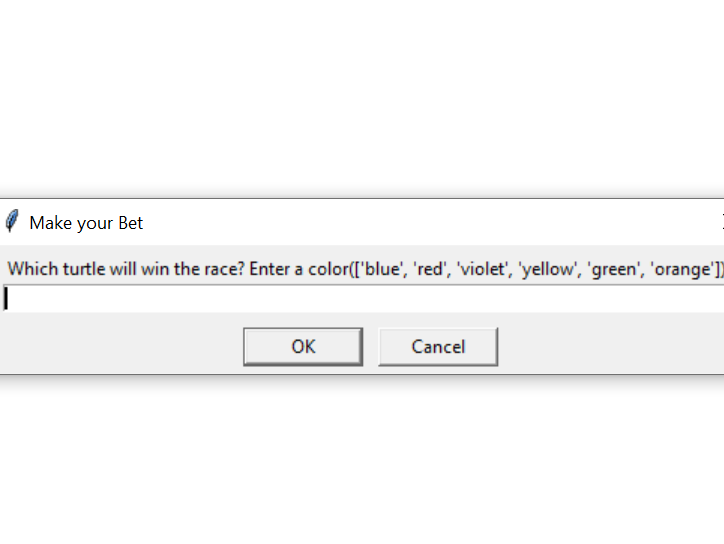 Make your Bet
Which turtle will win the race? Enter a color(['blue', 'red', 'violet', 'yellow', 'green', 'orange'])
OK Cancel